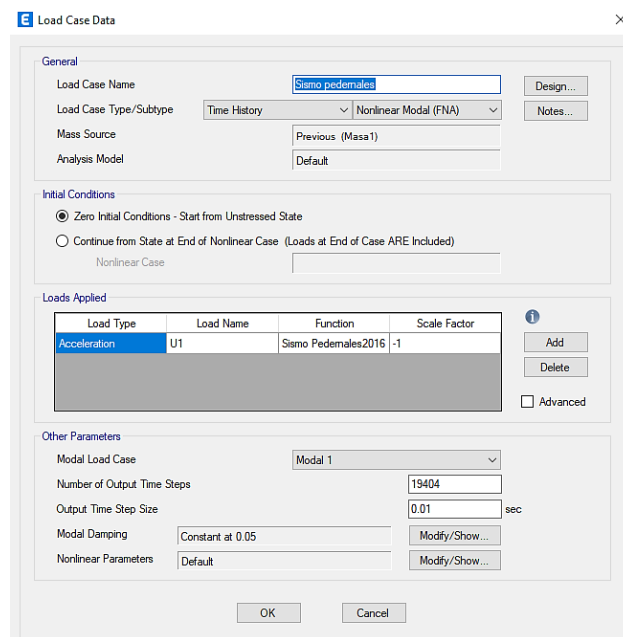 E Load Case Data
General
Load Case Name Sismo pedernales Design...
Load Case Type/Subtype Time History Nonlinear Modal (FNA) Notes...
Mass Source Previous (Masa1)
Analysis Model Default
Initial Conditions
Zero Initial Conditions - Start from Unstressed State
Continue from State at End of Nonlinear Case (Loads at End of Case ARE Included)
Nonlinear Case
Loads Applied
Load Type Load Name Function Scale Factor
Acceleration U1 Sismo Pedernales2016 -1
Add
Delete
Advanced
Other Parameters
Modal Load Case Modal 1
Number of Output Time Steps 19404
Output Time Step Size 0.01 sec
Modal Damping Constant at 0.05 Modify/Show...
Nonlinear Parameters Default Modify/Show...
OK Cancel